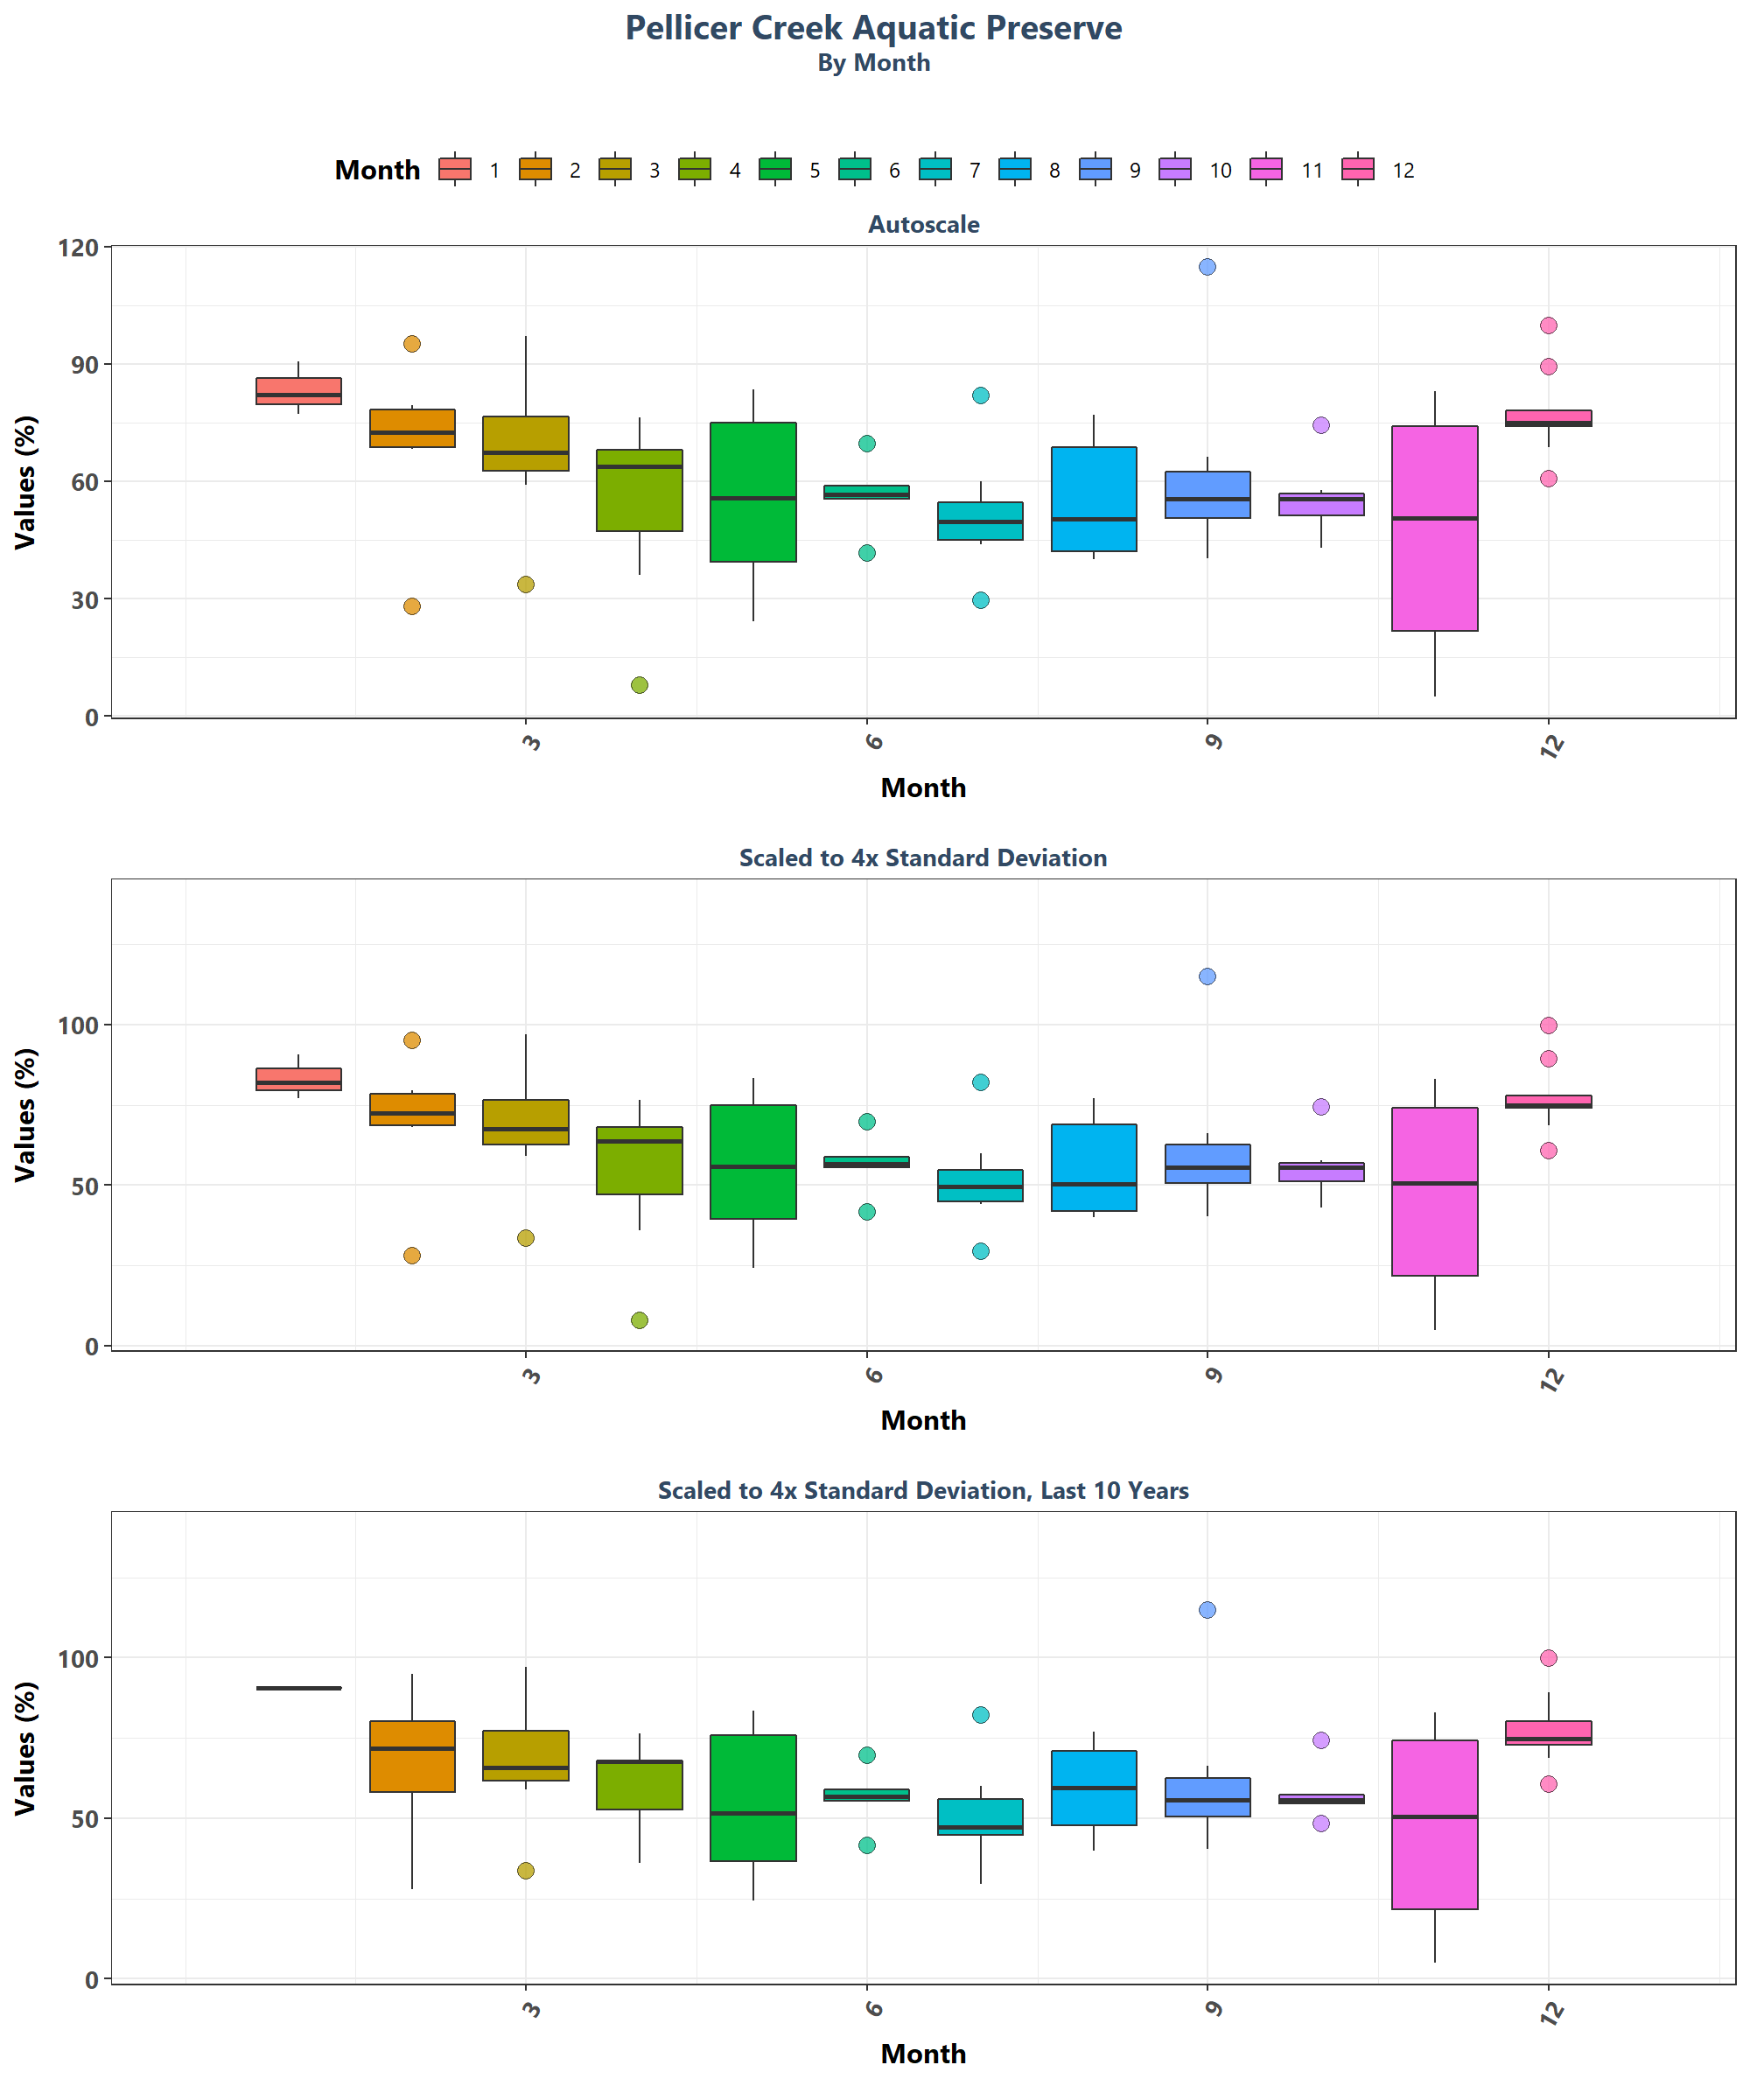 Pellicer Creek Aquatic Preserve
By Month
Month 1 2 3 4 5 6 7 8 9 10 11 12
Autoscale
120
90
60
30
0
Values (%)
3 6 9 12
Month
Scaled to 4x Standard Deviation
100
50
0
Values (%)
3 6 9 12
Month
Scaled to 4x Standard Deviation, Last 10 Years
100
50
0
Values (%)
3 6 9 12
Month